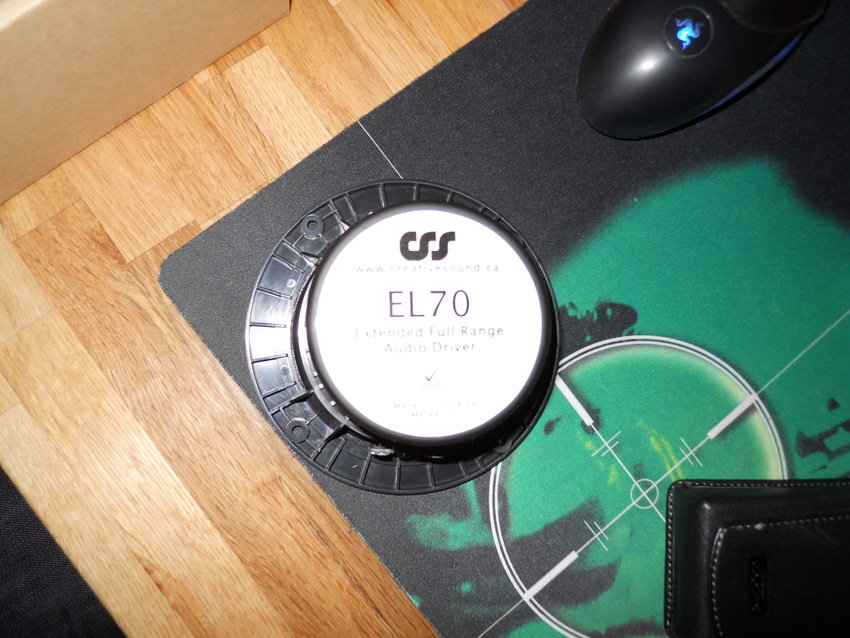 CSS
www.creativesound.ca
EL70
Extended Full Range
Audio Driver